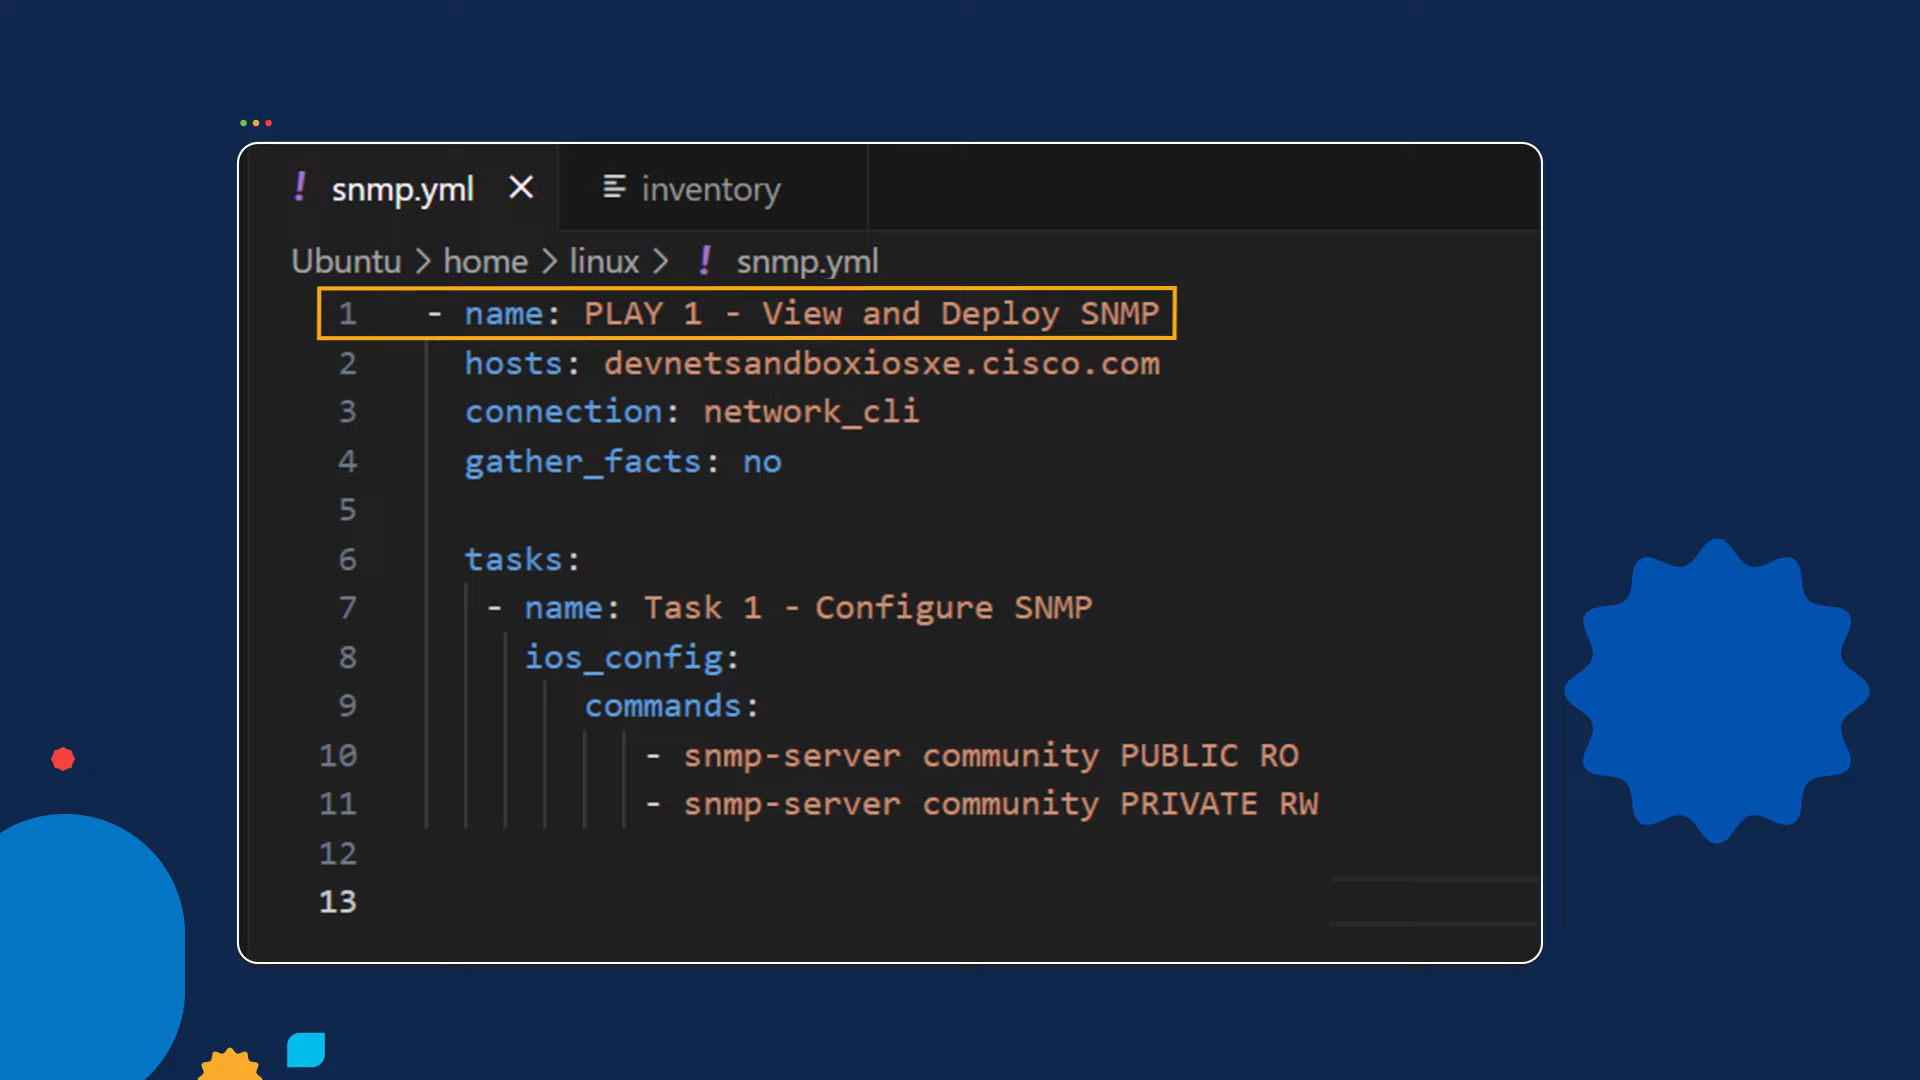 ! snmp.yml × inventory
Ubuntu > home > linux > ! snmp.yml
1 - name: PLAY 1 - View and Deploy SNMP
2 hosts: devnetsandboxiosxe.cisco.com
3 connection: network_cli
4 gather_facts: no
5
6 tasks:
7 - name: Task 1 - Configure SNMP
8 ios_config:
9 commands:
10 - snmp-server community PUBLIC RO
11 - snmp-server community PRIVATE RW
12
13